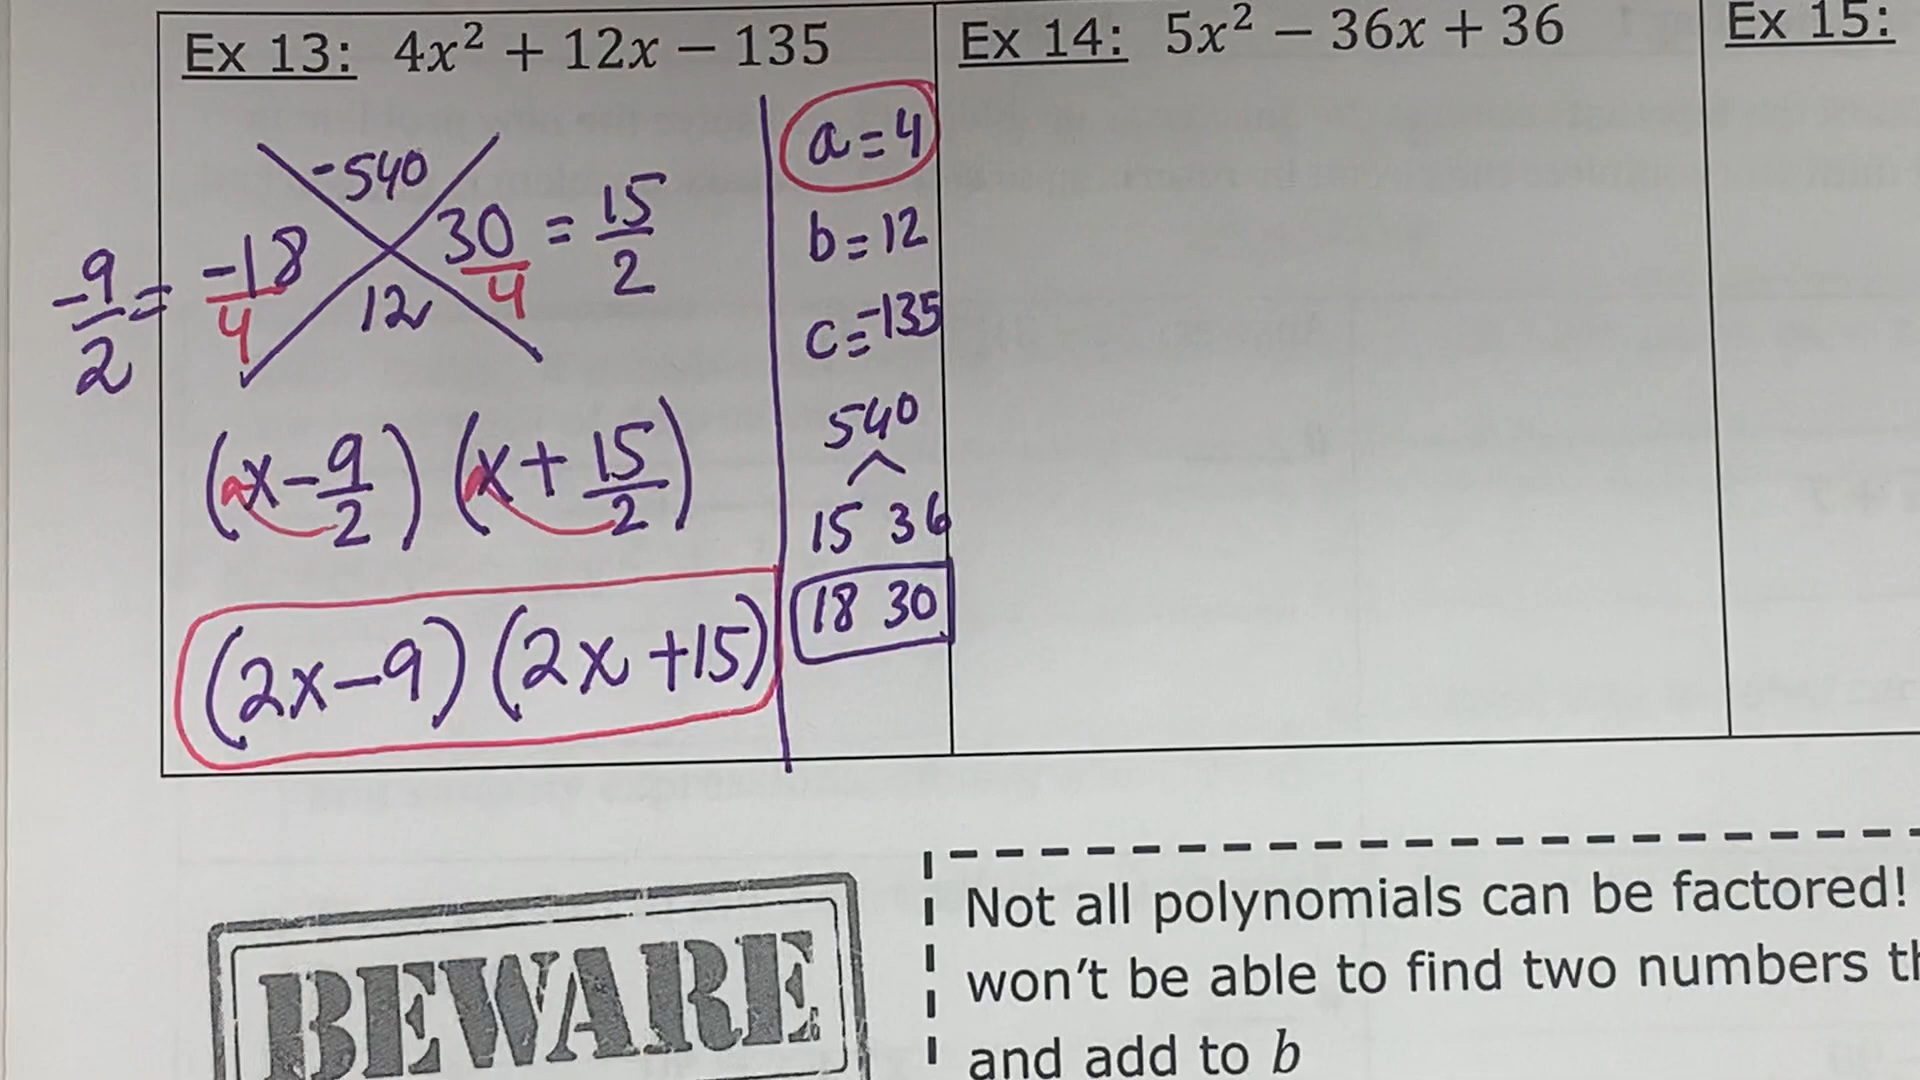 Ex 13: 4x² + 12x − 135
-540
-18/4 = -9/2
30/4 = 15/2
12
(x - 9/2) (x + 15/2)
(2x - 9) (2x + 15)
a = 4
b = 12
c = -135
540
15 36
18 30
Ex 14: 5x² − 36x + 36
Ex 15:
BEWARE
Not all polynomials can be factored!
won't be able to find two numbers
and add to b